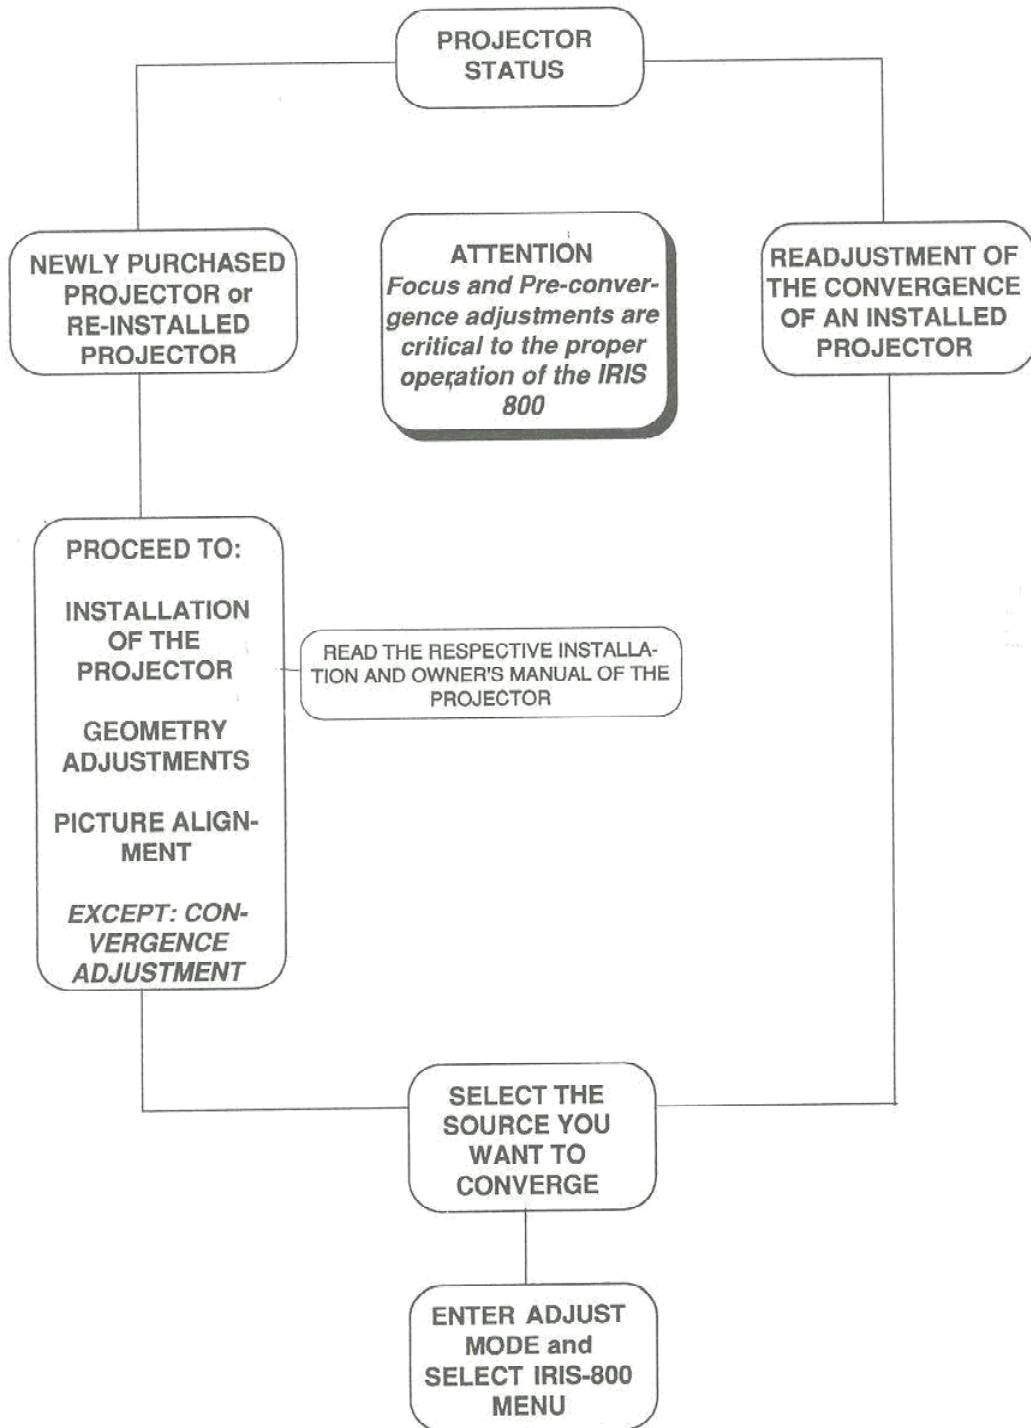 PROJECTOR
STATUS
NEWLY PURCHASED
PROJECTOR or
RE-INSTALLED
PROJECTOR
ATTENTION
Focus and Pre-conver-
gence adjustments are
critical to the proper
operation of the IRIS
800
READJUSTMENT OF
THE CONVERGENCE
OF AN INSTALLED
PROJECTOR
PROCEED TO:
INSTALLATION
OF THE
PROJECTOR
GEOMETRY
ADJUSTMENTS
PICTURE ALIGN-
MENT
EXCEPT: CON-
VERGENCE
ADJUSTMENT
READ THE RESPECTIVE INSTALLA-
TION AND OWNER'S MANUAL OF THE
PROJECTOR
SELECT THE
SOURCE YOU
WANT TO
CONVERGE
ENTER ADJUST
MODE and
SELECT IRIS-800
MENU